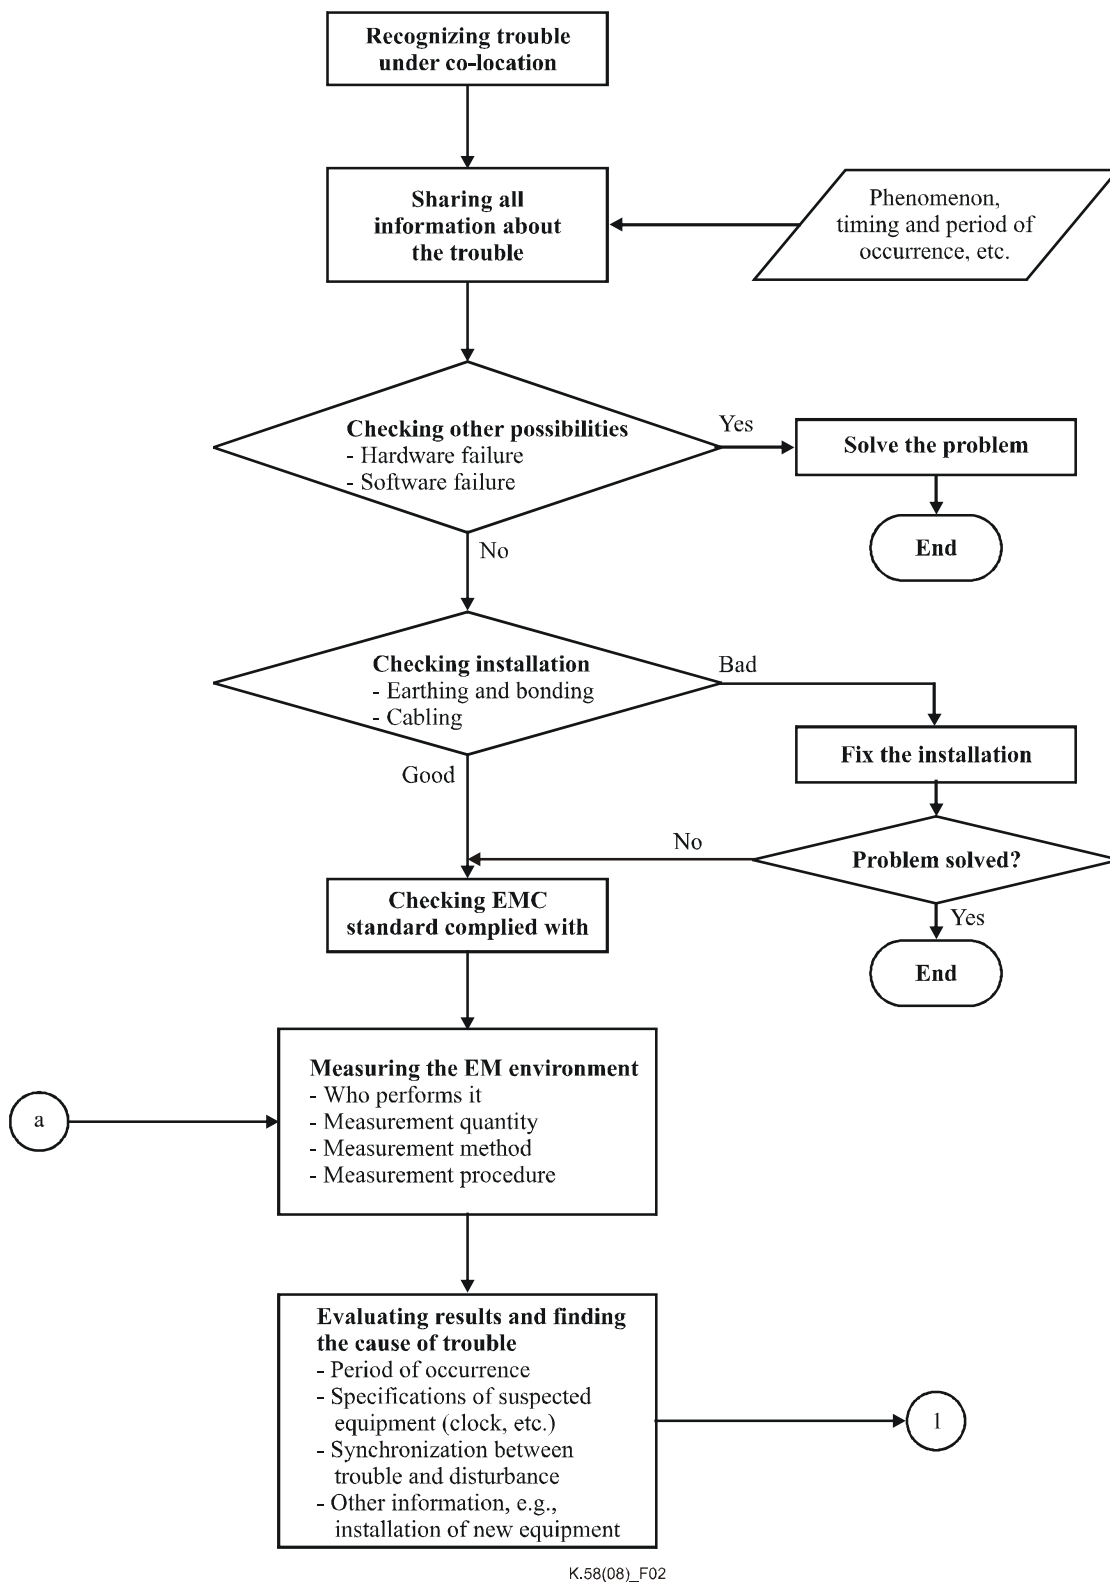 Recognizing trouble
under co-location
Sharing all
information about
the trouble
Phenomenon,
timing and period of
occurrence, etc.
Checking other possibilities
- Hardware failure
- Software failure
Yes
Solve the problem
End
No
Checking installation
- Earthing and bonding
- Cabling
Bad
Fix the installation
Good
No
Problem solved?
Yes
End
Checking EMC
standard complied with
a
Measuring the EM environment
- Who performs it
- Measurement quantity
- Measurement method
- Measurement procedure
Evaluating results and finding
the cause of trouble
- Period of occurrence
- Specifications of suspected
equipment (clock, etc.)
- Synchronization between
trouble and disturbance
- Other information, e.g.,
installation of new equipment
1
K.58(08)_F02